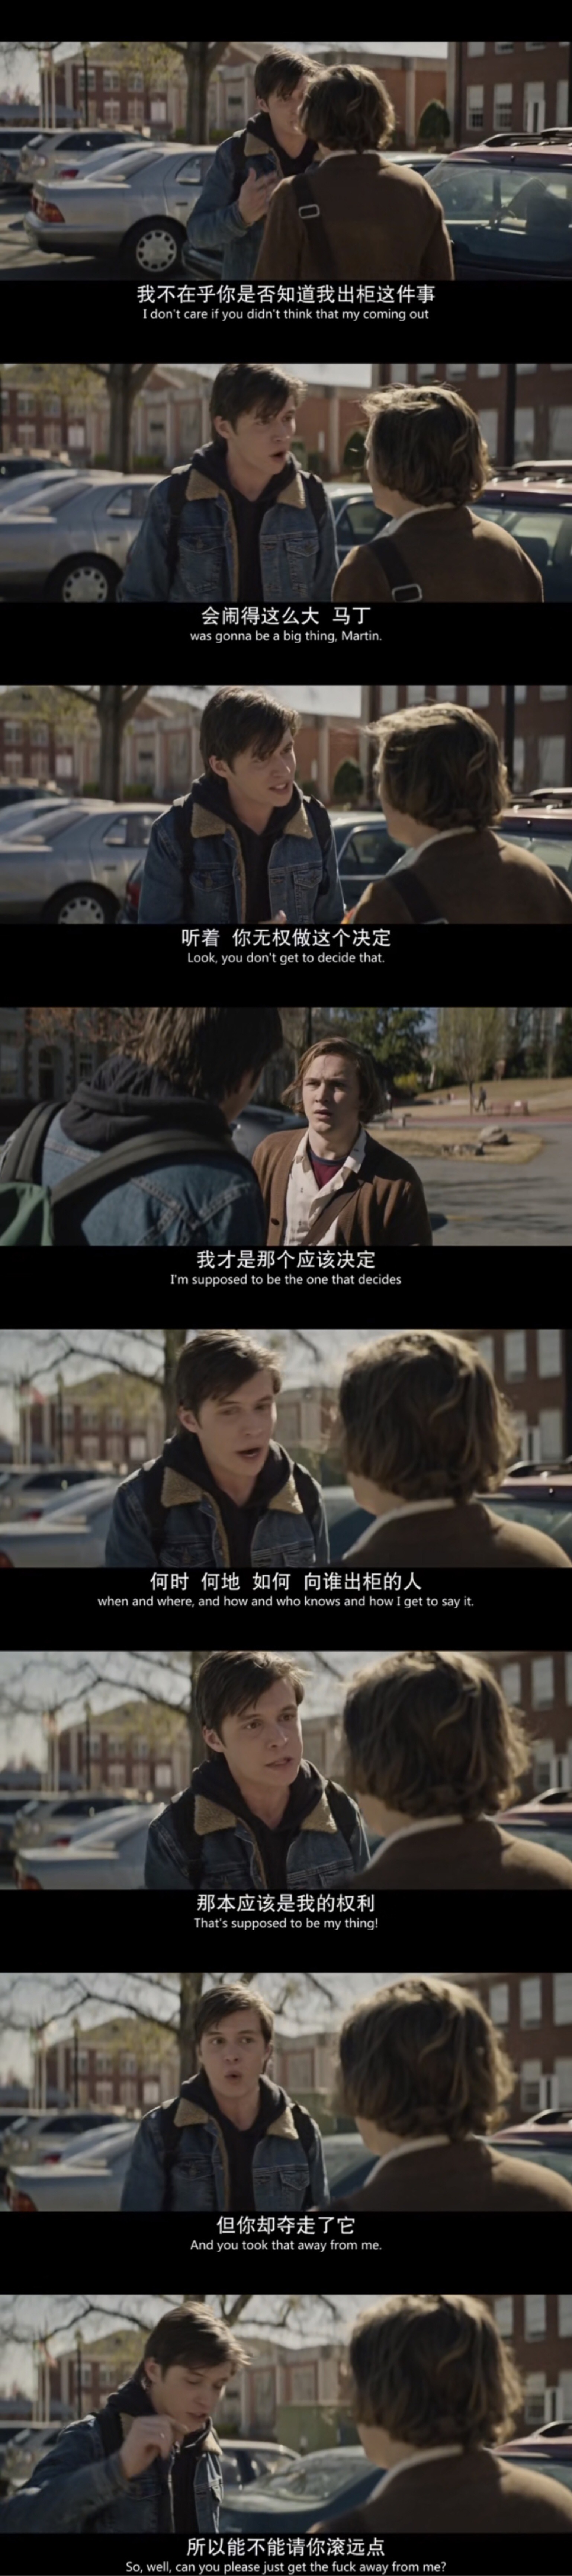 我不在乎你是否知道我出柜这件事
I don't care if you didn't think that my coming out
会闹得这么大 马丁
was gonna be a big thing, Martin.
听着 你无权做这个决定
Look, you don't get to decide that.
我才是那个应该决定
I'm supposed to be the one that decides
何时 何地 如何 向谁出柜的人
when and where, and how and who knows and how I get to say it.
那本应该是我的权利
That's supposed to be my thing!
但你却夺走了它
And you took that away from me.
所以能不能请你滚远点
So, well, can you please just get the fuck away from me?